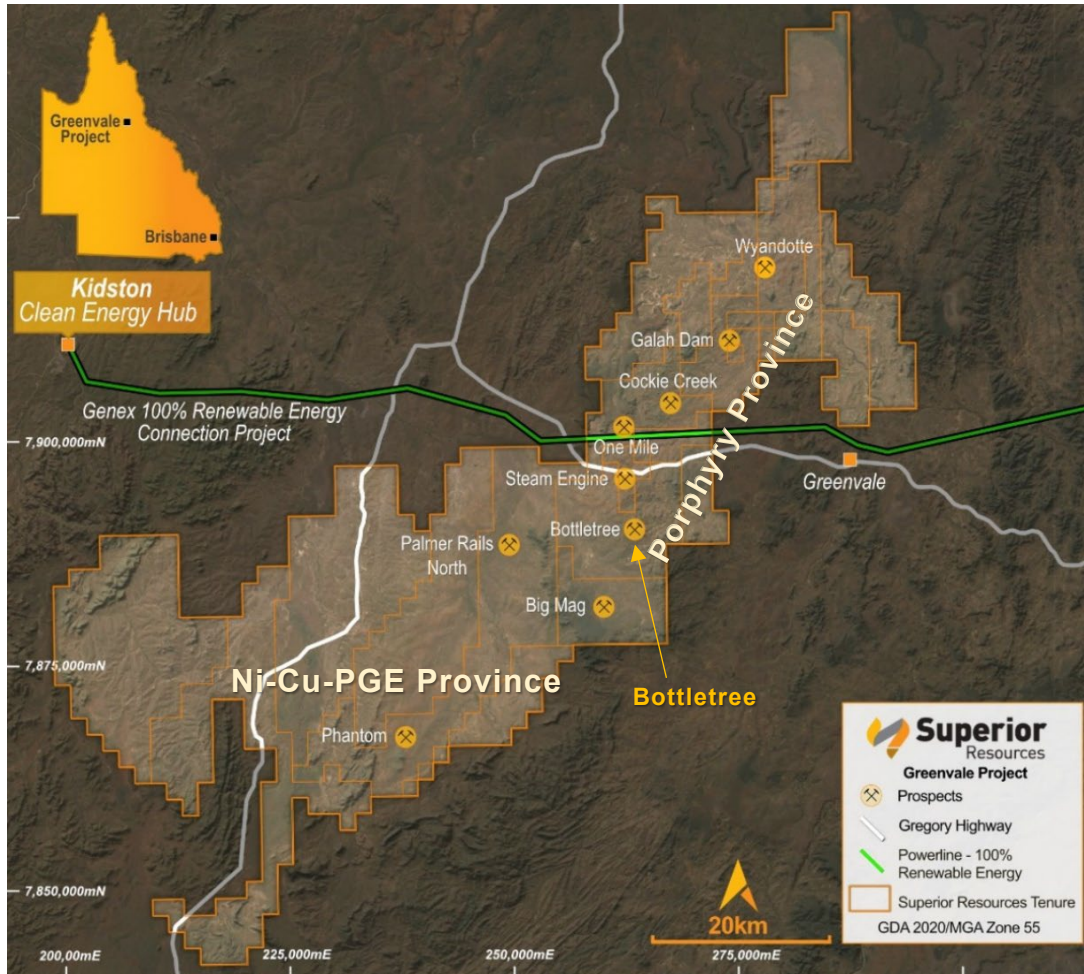 Greenvale
Project
Brisbane
Kidston
Clean Energy Hub
Genex 100% Renewable Energy
Connection Project
Wyandotte
Galah Dam
Cockie Creek
One Mile
Steam Engine
Bottletree
Palmer Rails
North
Big Mag
Phantom
Greenvale
Porphyry Province
Ni-Cu-PGE Province
Bottletree
7,900,000mN
7,875,000mN
7,850,000mN
200,00mE
225,000mE
250,000mE
275,000mE
20km
Superior
Resources
Greenvale Project
Prospects
Gregory Highway
Powerline - 100%
Renewable Energy
Superior Resources Tenure
GDA 2020/MGA Zone 55